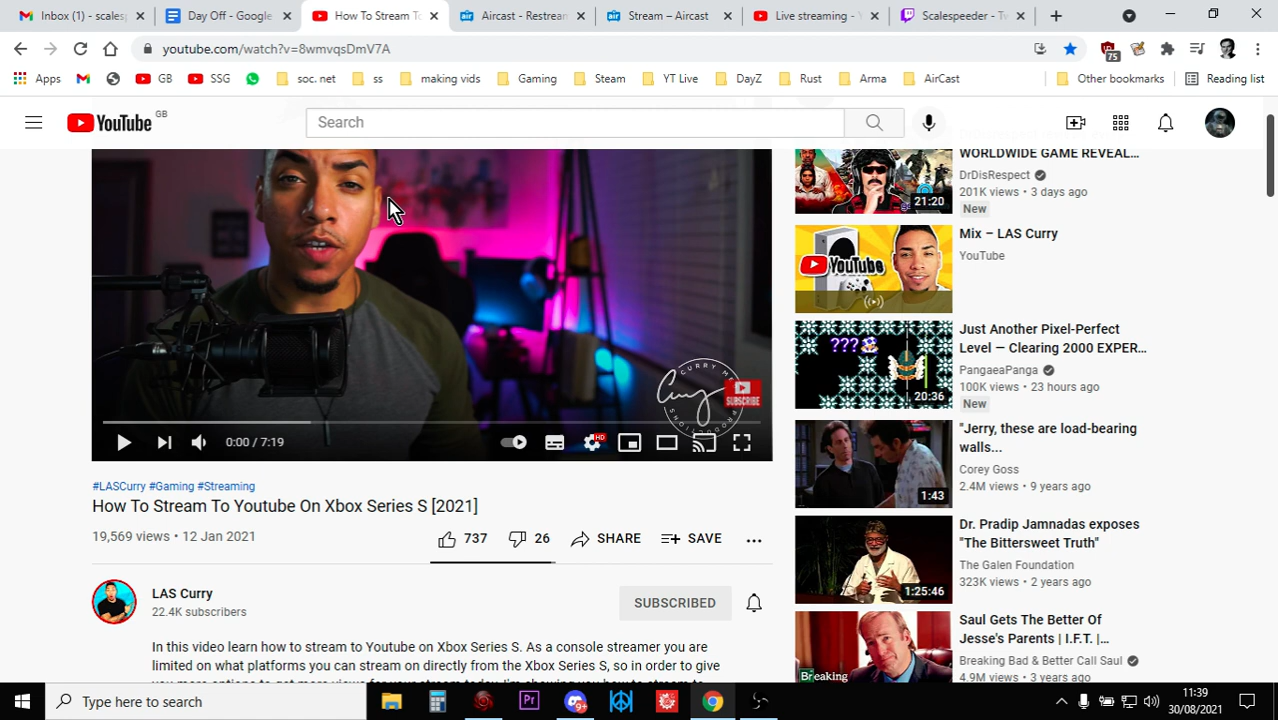 Inbox (1) - scalesp
Day Off - Google
How To Stream To
Aircast - Restream
Stream – Aircast
Live streaming - Y
Scalespeeder - Tw
youtube.com/watch?v=8wmvqsDmV7A
75
Apps
GB
SSG
soc. net
ss
making vids
Gaming
Steam
YT Live
DayZ
Rust
Arma
AirCast
Other bookmarks
Reading list
YouTube GB
Search
SUBSCRIBE
0:00 / 7:19
HD
#LASCurry #Gaming #Streaming
How To Stream To Youtube On Xbox Series S [2021]
19,569 views • 12 Jan 2021
737
26
SHARE
SAVE
LAS Curry
22.4K subscribers
SUBSCRIBED
In this video learn how to stream to Youtube on Xbox Series S. As a console streamer you are
limited on what platforms you can stream on directly from the Xbox Series S, so in order to give
21:20
WORLDWIDE GAME REVEAL...
DrDisRespect
201K views • 3 days ago
New
YouTube
Mix – LAS Curry
YouTube
???
20:36
Just Another Pixel-Perfect
Level — Clearing 2000 EXPER...
PangaeaPanga
100K views • 23 hours ago
New
1:43
"Jerry, these are load-bearing
walls...
Corey Goss
2.4M views • 9 years ago
1:25:46
Dr. Pradip Jamnadas exposes
"The Bittersweet Truth"
The Galen Foundation
323K views • 2 years ago
Breaking
Saul Gets The Better Of
Jesse's Parents | I.F.T. |...
Breaking Bad & Better Call Saul
4.9M views • 3 years ago
Type here to search
Pr
9+
11:39
30/08/2021